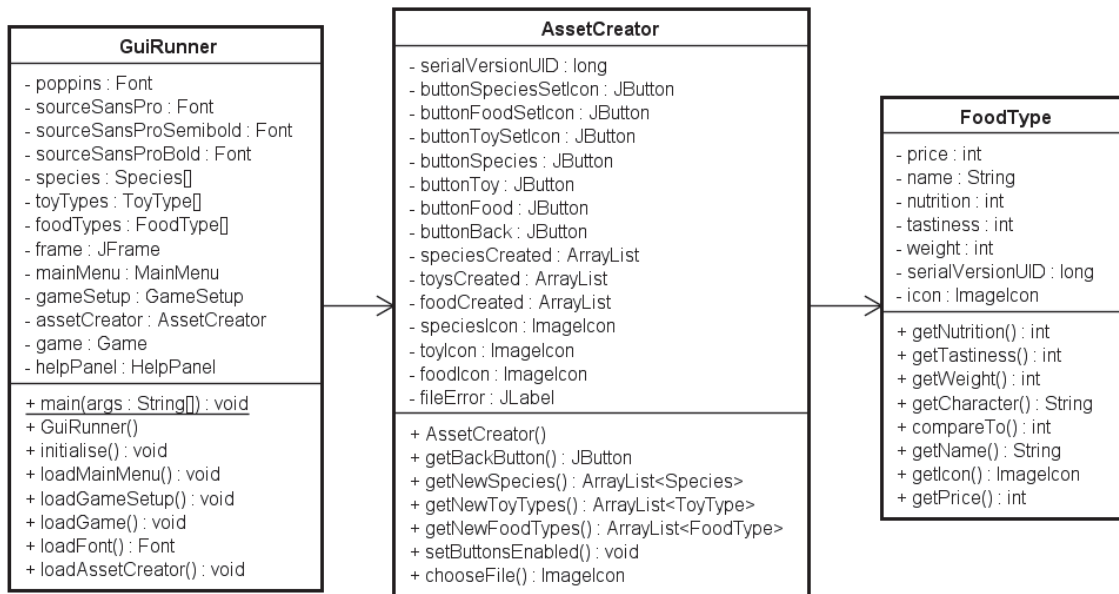 GuiRunner
- poppins : Font
- sourceSansPro : Font
- sourceSansProSemibold : Font
- sourceSansProBold : Font
- species : Species[]
- toyTypes : ToyType[]
- foodTypes : FoodType[]
- frame : JFrame
- mainMenu : MainMenu
- gameSetup : GameSetup
- assetCreator : AssetCreator
- game : Game
- helpPanel : HelpPanel
+ main(args : String[]) : void
+ GuiRunner()
+ initialise() : void
+ loadMainMenu() : void
+ loadGameSetup() : void
+ loadGame() : void
+ loadFont() : Font
+ loadAssetCreator() : void
AssetCreator
- serialVersionUID : long
- buttonSpeciesSetIcon : JButton
- buttonFoodSetIcon : JButton
- buttonToySetIcon : JButton
- buttonSpecies : JButton
- buttonToy : JButton
- buttonFood : JButton
- buttonBack : JButton
- speciesCreated : ArrayList
- toysCreated : ArrayList
- foodCreated : ArrayList
- speciesIcon : ImageIcon
- toyIcon : ImageIcon
- foodIcon : ImageIcon
- fileError : JLabel
+ AssetCreator()
+ getBackButton() : JButton
+ getNewSpecies() : ArrayList<Species>
+ getNewToyTypes() : ArrayList<ToyType>
+ getNewFoodTypes() : ArrayList<FoodType>
+ setButtonsEnabled() : void
+ chooseFile() : ImageIcon
FoodType
- price : int
- name : String
- nutrition : int
- tastiness : int
- weight : int
- serialVersionUID : long
- icon : ImageIcon
+ getNutrition() : int
+ getTastiness() : int
+ getWeight() : int
+ getCharacter() : String
+ compareTo() : int
+ getName() : String
+ getIcon() : ImageIcon
+ getPrice() : int